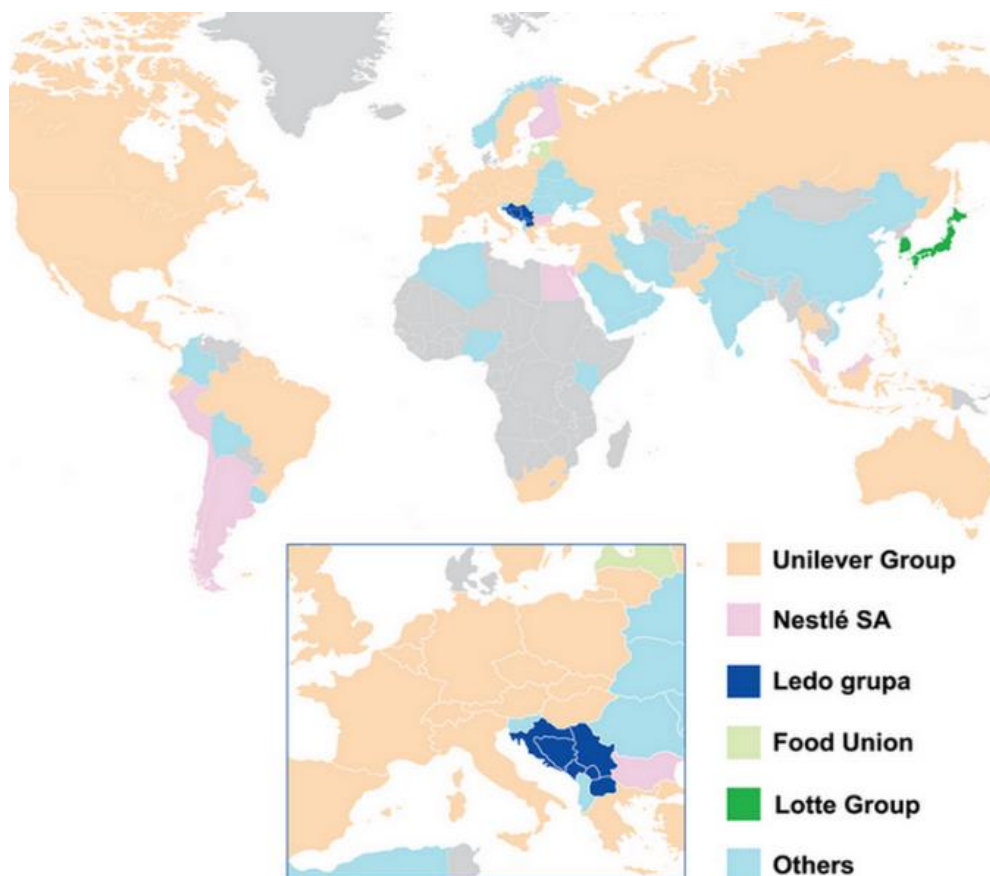 Unilever Group
Nestlé SA
Ledo grupa
Food Union
Lotte Group
Others